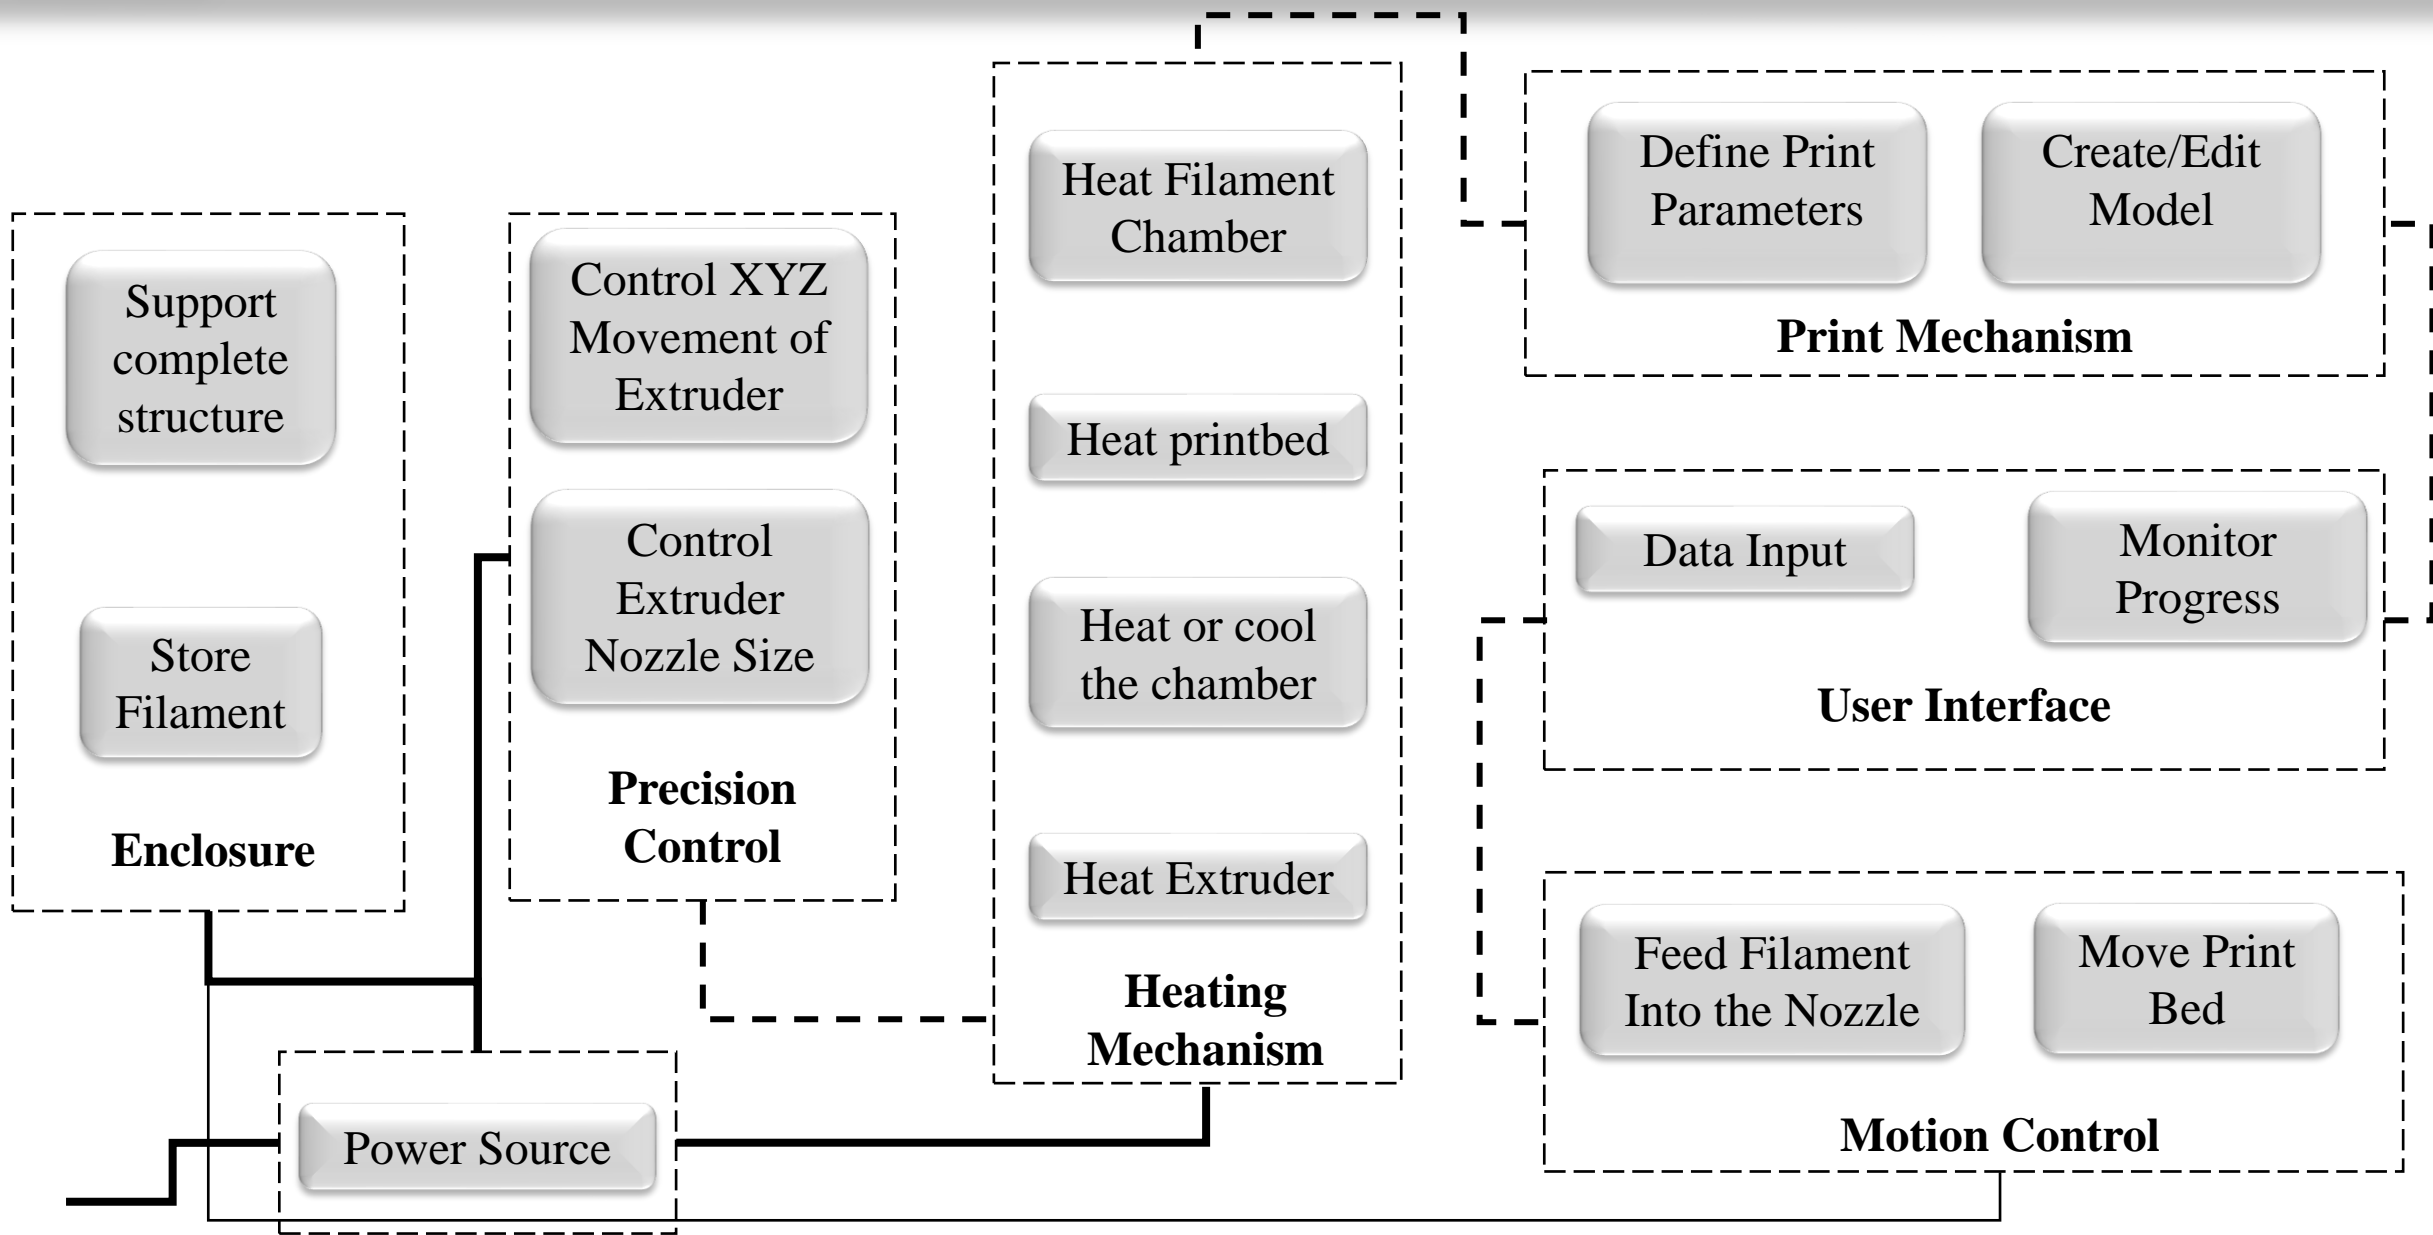 Support
complete
structure
Store
Filament
Enclosure
Control XYZ
Movement of
Extruder
Control
Extruder
Nozzle Size
Precision
Control
Heat Filament
Chamber
Heat printbed
Heat or cool
the chamber
Heat Extruder
Heating
Mechanism
Define Print
Parameters
Create/Edit
Model
Print Mechanism
Data Input
Monitor
Progress
User Interface
Feed Filament
Into the Nozzle
Move Print
Bed
Motion Control
Power Source